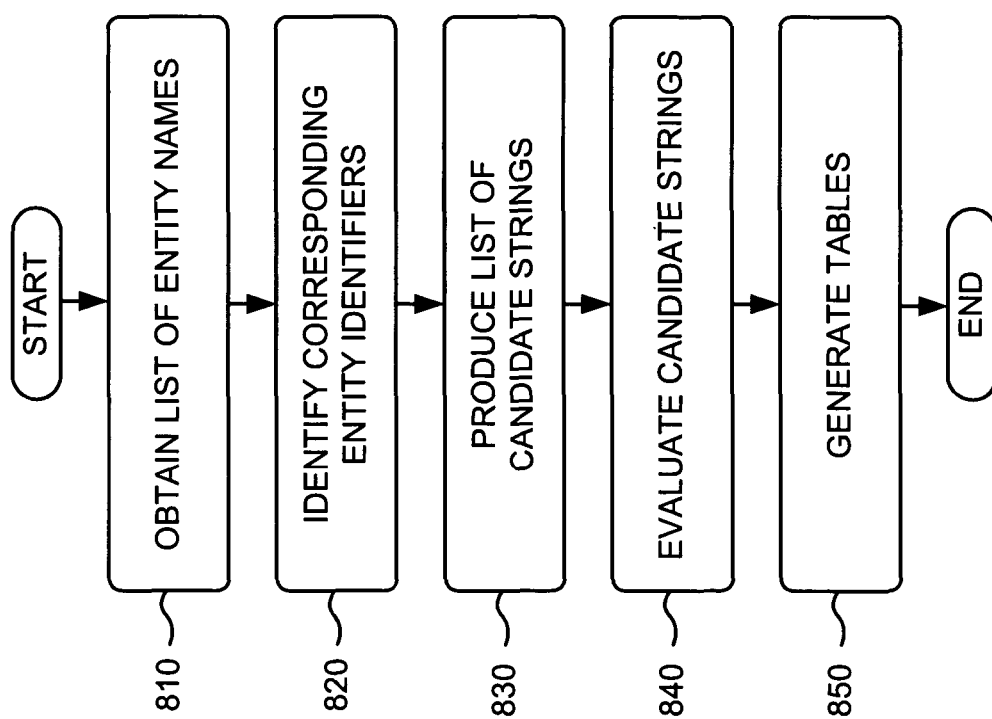 START
OBTAIN LIST OF ENTITY NAMES
810
IDENTIFY CORRESPONDING
ENTITY IDENTIFIERS
820
PRODUCE LIST OF
CANDIDATE STRINGS
830
EVALUATE CANDIDATE STRINGS
840
GENERATE TABLES
850
END